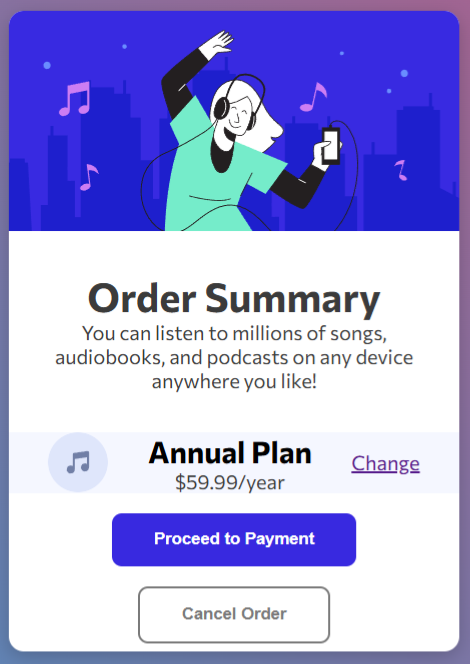 Order Summary
You can listen to millions of songs,
audiobooks, and podcasts on any device
anywhere you like!
Annual Plan
$59.99/year
Change
Proceed to Payment
Cancel Order